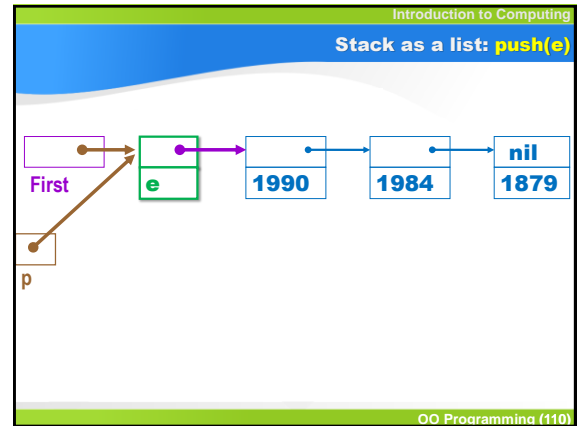 Introduction to Computing
Stack as a list: push(e)
nil
First e 1990 1984 1879
p
OO Programming (110)